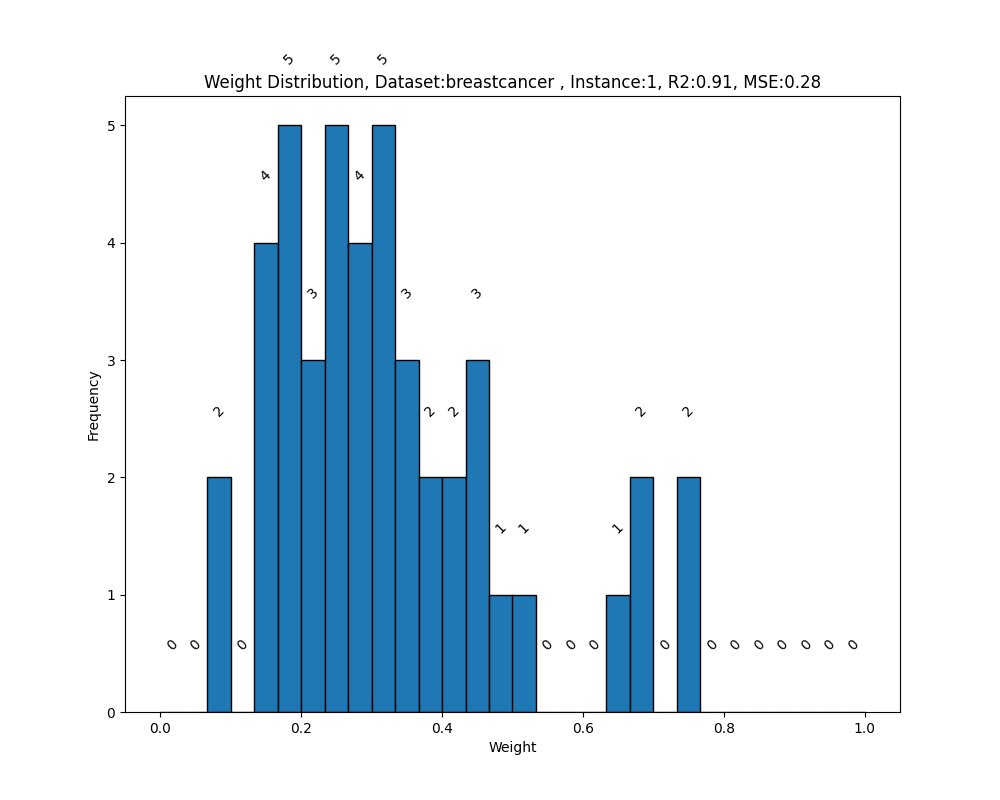 5 5 5
Weight Distribution, Dataset:breastcancer , Instance:1, R2:0.91, MSE:0.28
5
4 4
4
3 3 3
3
2 2 2 2 2
2
1 1 1
1
0 0 0 0 0 0 0 0 0 0 0 0 0 0
0
0.0 0.2 0.4 0.6 0.8 1.0
Weight
Frequency